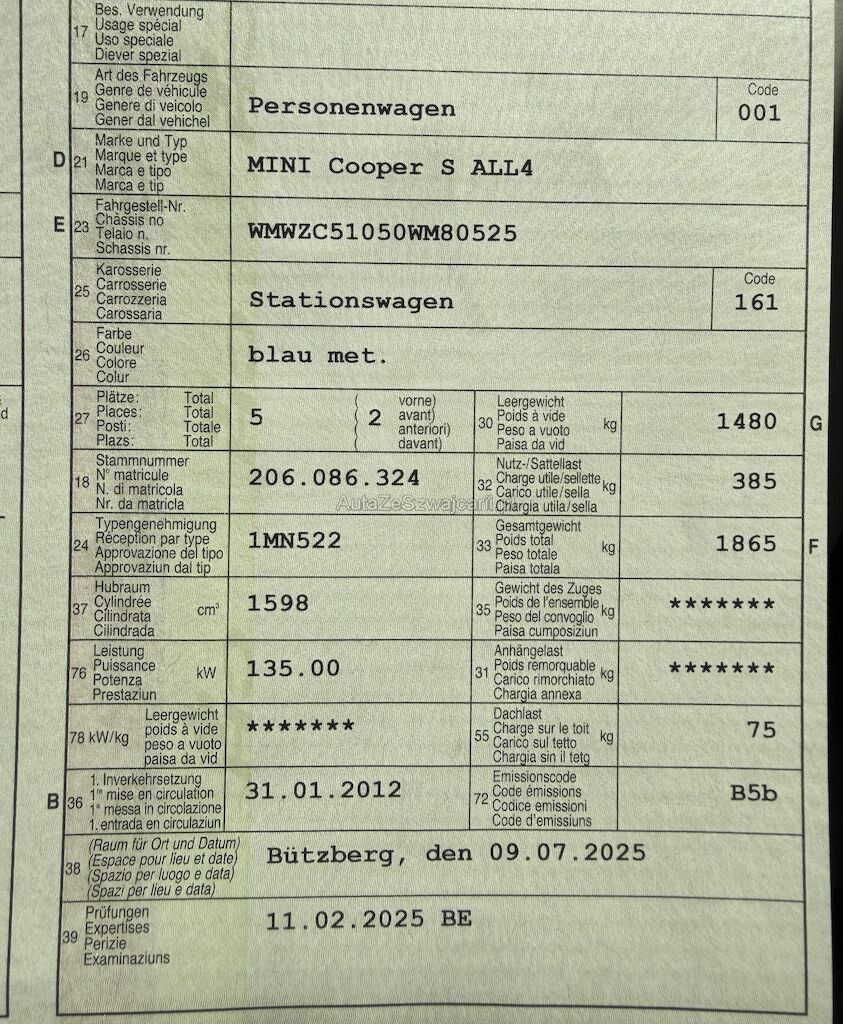 17 Bes. Verwendung
Usage spécial
Uso speciale
Diever spezial
19 Art des Fahrzeugs
Genre de véhicule
Genere di veicolo
Gener dal vehichel
Personenwagen
Code
001
D 21 Marke und Typ
Marque et type
Marca e tipo
Marca e tip
MINI Cooper S ALL4
E 23 Fahrgestell-Nr.
Châssis no
Telaio n.
Schassis nr.
WMWZC51050WM80525
25 Karosserie
Carrosserie
Carrozzeria
Carossaria
Stationswagen
Code
161
26 Farbe
Couleur
Colore
Colur
blau met.
27 Plätze: Total
Places: Total
Posti: Totale
Plazs: Total
5
( 2 vorne)
( avant)
( anteriori)
( davant)
30 Leergewicht
Poids à vide
Peso a vuoto
Paisa da vid
kg
1480 G
18 Stammnummer
N° matricule
N. di matricola
Nr. da matricla
206.086.324
32 Nutz-/Sattellast
Charge utile/sellette
Carico utile/sella
Chargia utila/sella
kg
385
AutaZeSzwajcarii
24 Typengenehmigung
Réception par type
Approvazione del tipo
Approvaziun dal tip
1MN522
33 Gesamtgewicht
Poids total
Peso totale
Paisa totala
kg
1865 F
37 Hubraum
Cylindrée
Cilindrata
Cilindrada
cm³
1598
35 Gewicht des Zuges
Poids de l'ensemble
Peso del convoglio
Paisa cumposiziun
kg
*******
76 Leistung
Puissance
Potenza
Prestaziun
kW
135.00
31 Anhängelast
Poids remorquable
Carico rimorchiato
Chargia annexa
kg
*******
78 kW/kg
Leergewicht
poids à vide
peso a vuoto
paisa da vid
*******
55 Dachlast
Charge sur le toit
Carico sul tetto
Chargia sin il tetg
kg
75
B 36 1. Inverkehrsetzung
1re mise en circulation
1a messa in circolazione
1. entrada en circulaziun
31.01.2012
72 Emissionscode
Code émissions
Codice emissioni
Code d'emissiuns
B5b
38 (Raum für Ort und Datum)
(Espace pour lieu et date)
(Spazio per luogo e data)
(Spazi per lieu e data)
Bützberg, den 09.07.2025
39 Prüfungen
Expertises
Perizie
Examinaziuns
11.02.2025 BE